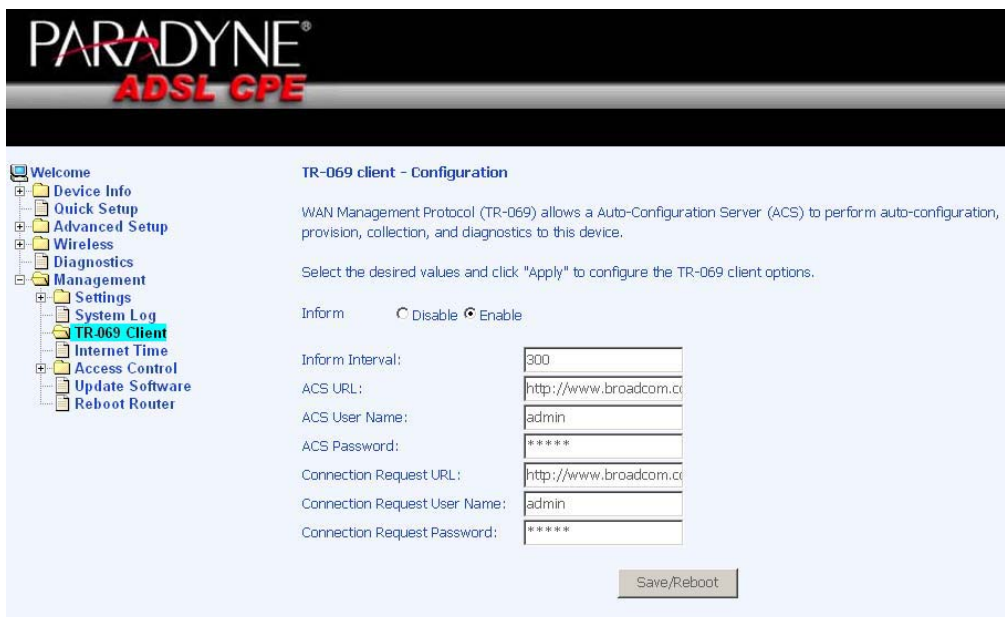 PARADYNE®
ADSL CPE
Welcome
Device Info
Quick Setup
Advanced Setup
Wireless
Diagnostics
Management
Settings
System Log
TR-069 Client
Internet Time
Access Control
Update Software
Reboot Router
TR-069 client - Configuration
WAN Management Protocol (TR-069) allows a Auto-Configuration Server (ACS) to perform auto-configuration,
provision, collection, and diagnostics to this device.
Select the desired values and click "Apply" to configure the TR-069 client options.
Inform Disable Enable
Inform Interval: 300
ACS URL: http://www.broadcom.co
ACS User Name: admin
ACS Password: *****
Connection Request URL: http://www.broadcom.co
Connection Request User Name: admin
Connection Request Password: *****
Save/Reboot